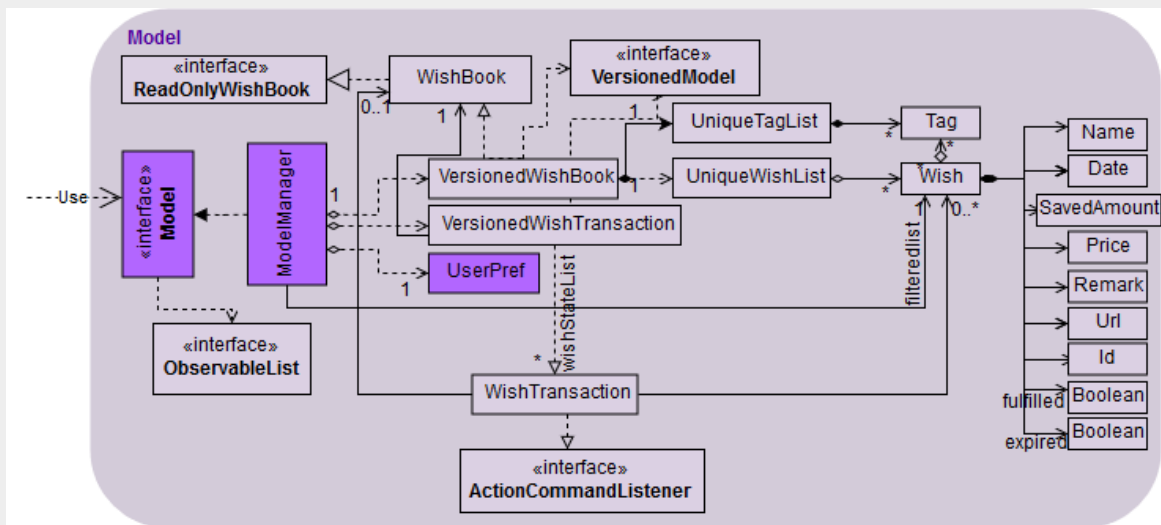 Model
«interface»
ReadOnlyWishBook
WishBook
«interface»
VersionedModel
0..1
1
1
UniqueTagList
*
Tag
*
*
Name
Date
SavedAmount
Price
Remark
Url
Id
fulfilled
Boolean
expired
Boolean
Use
«interface»
Model
ModelManager
1
VersionedWishBook
1
UniqueWishList
*
Wish
1
0..*
VersionedWishTransaction
UserPref
1
wishStateList
*
filteredlist
«interface»
ObservableList
WishTransaction
«interface»
ActionCommandListener